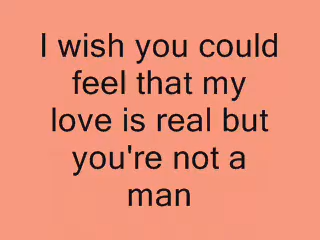 I wish you could
feel that my
love is real but
you're not a
man